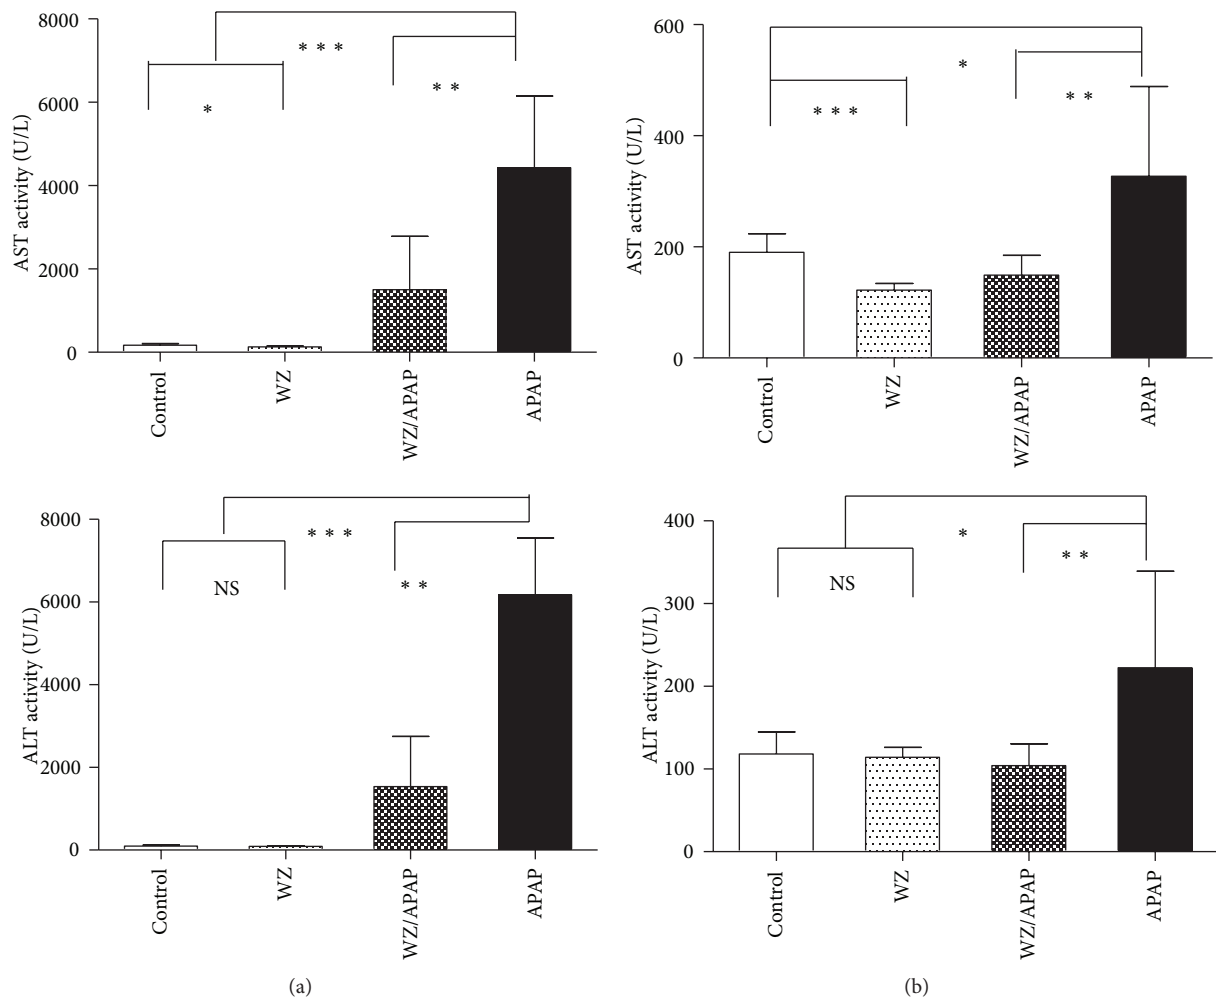 8000
6000
4000
2000
0
AST activity (U/L)
* * *
* *
*
Control
WZ
WZ/APAP
APAP
600
400
200
0
AST activity (U/L)
*
* *
* * *
Control
WZ
WZ/APAP
APAP
8000
6000
4000
2000
0
ALT activity (U/L)
* * *
NS
* *
Control
WZ
WZ/APAP
APAP
(a)
400
300
200
100
0
ALT activity (U/L)
*
* *
NS
Control
WZ
WZ/APAP
APAP
(b)